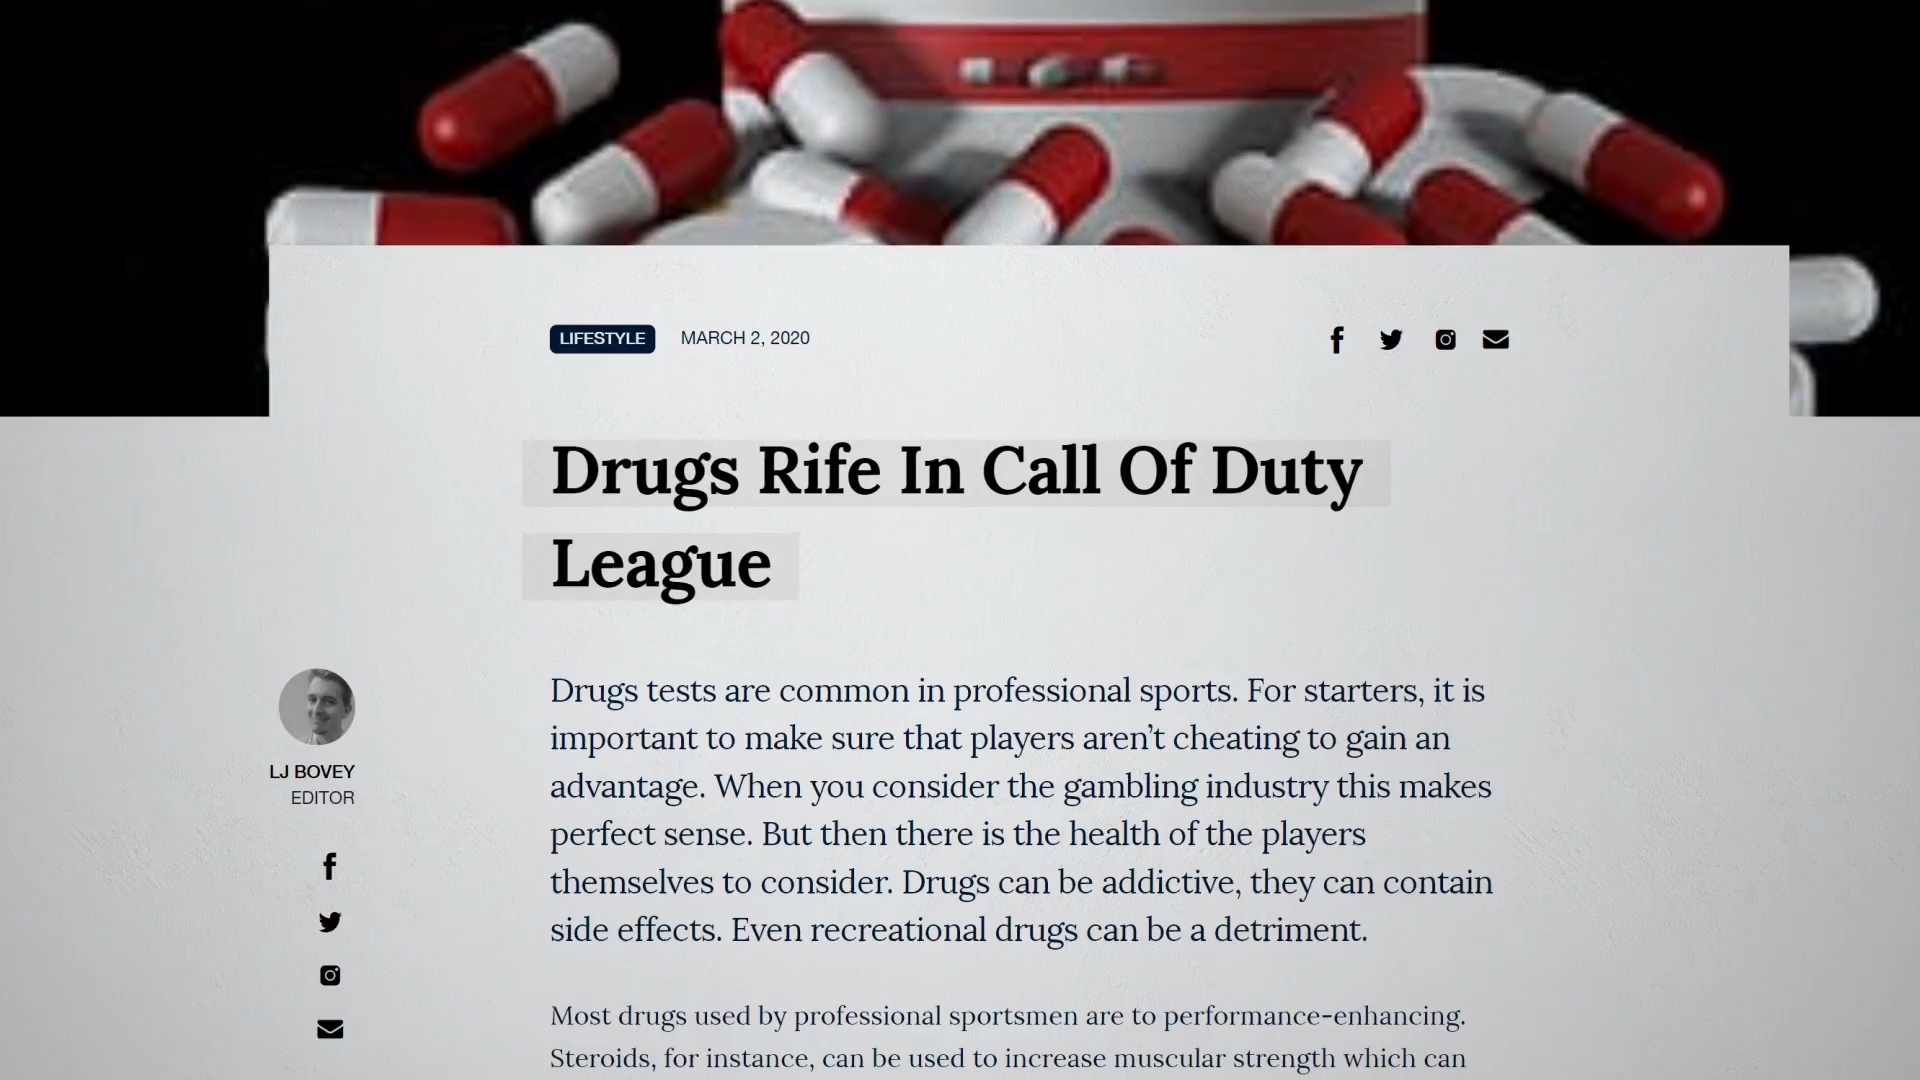 LIFESTYLE MARCH 2, 2020
Drugs Rife In Call Of Duty
League
LJ BOVEY
EDITOR
Drugs tests are common in professional sports. For starters, it is
important to make sure that players aren’t cheating to gain an
advantage. When you consider the gambling industry this makes
perfect sense. But then there is the health of the players
themselves to consider. Drugs can be addictive, they can contain
side effects. Even recreational drugs can be a detriment.
Most drugs used by professional sportsmen are to performance-enhancing.
Steroids, for instance, can be used to increase muscular strength which can